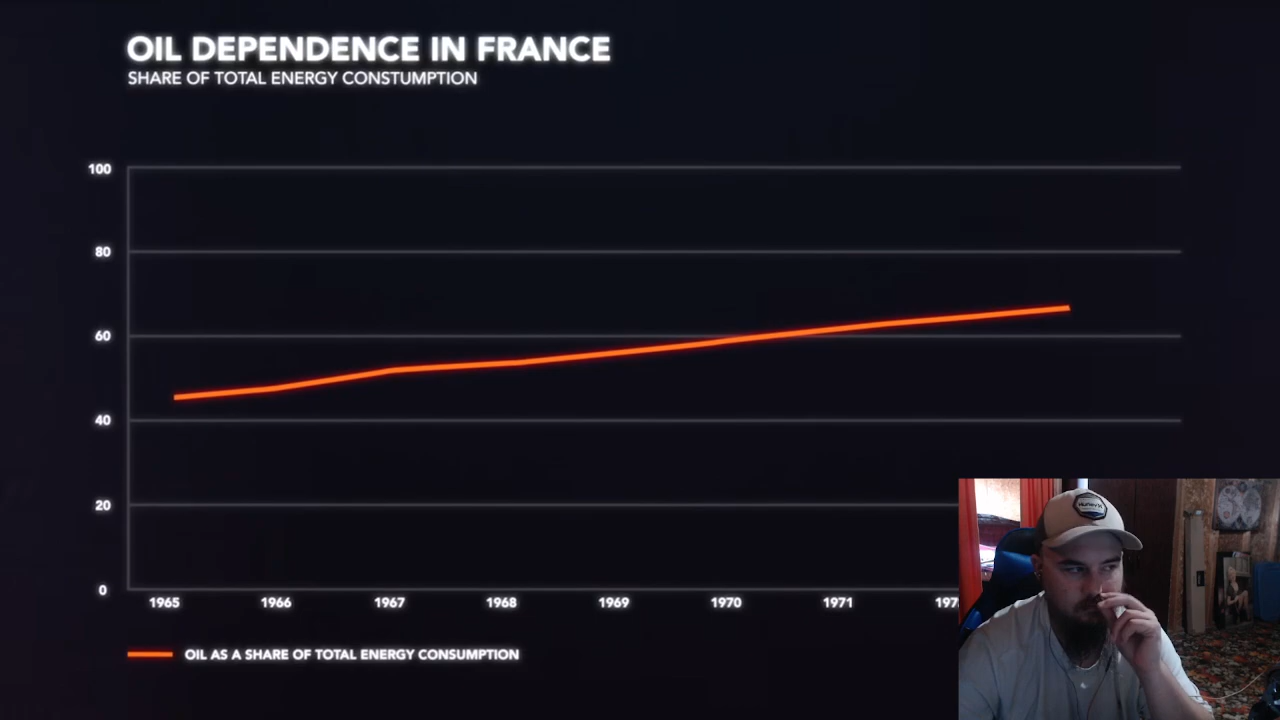 OIL DEPENDENCE IN FRANCE
SHARE OF TOTAL ENERGY CONSTUMPTION
100
80
60
40
20
0
1965 1966 1967 1968 1969 1970 1971
OIL AS A SHARE OF TOTAL ENERGY CONSUMPTION